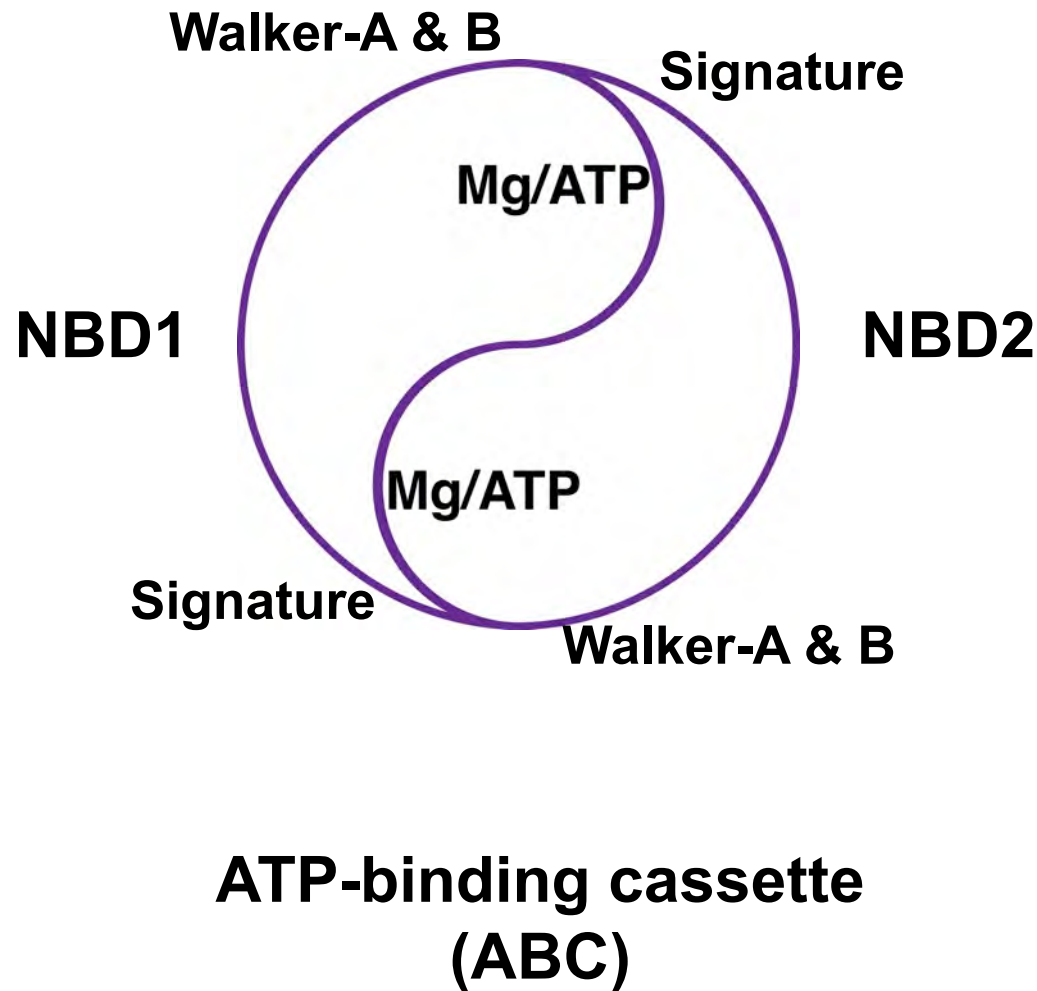 Walker-A & B
Signature
Mg/ATP
NBD1
NBD2
Mg/ATP
Signature
Walker-A & B
ATP-binding cassette
(ABC)